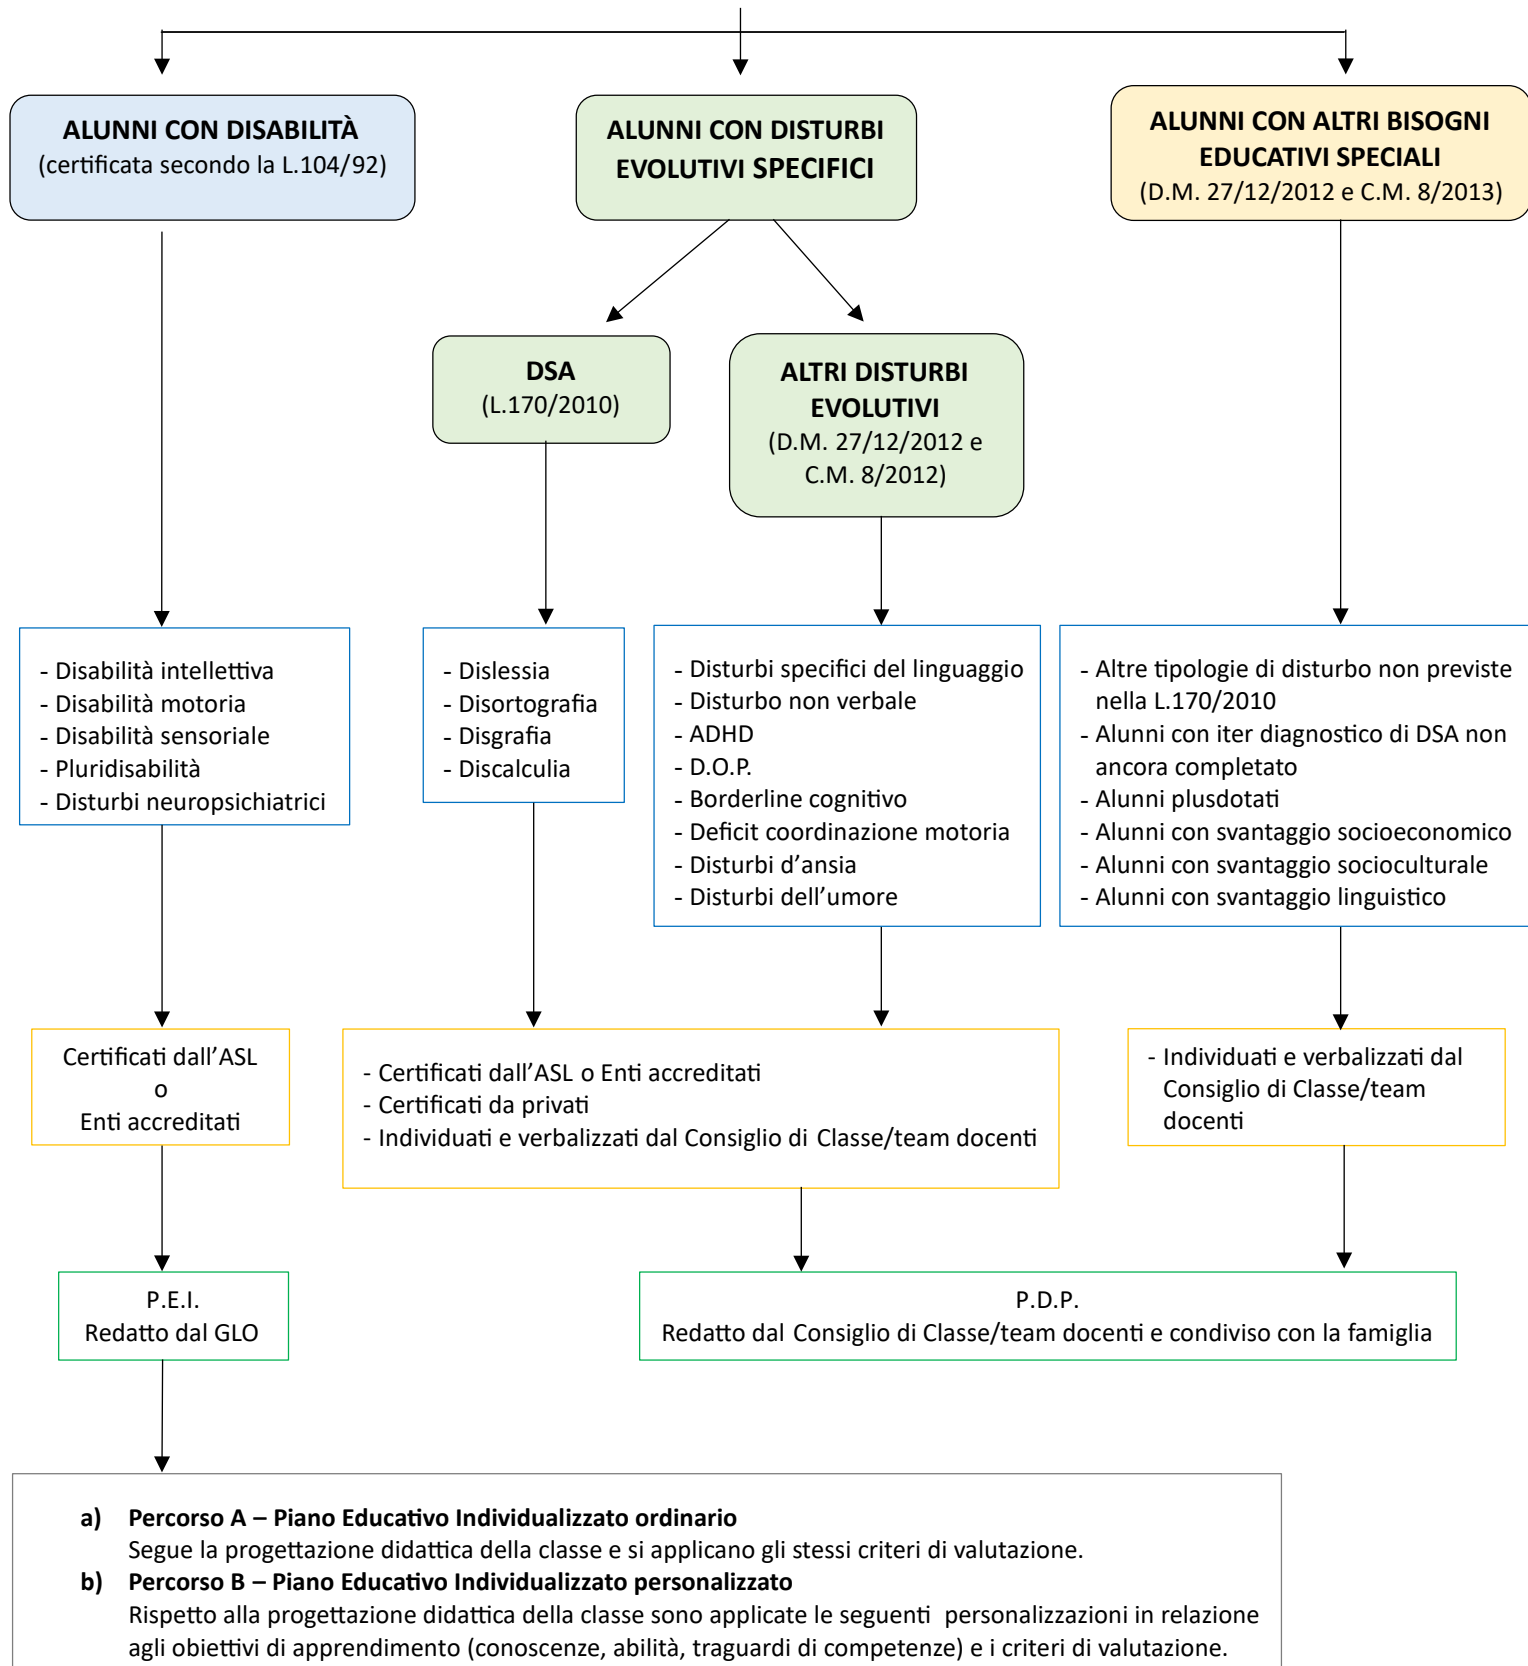 ALUNNI CON DISABILITÀ
(certificata secondo la L.104/92)
ALUNNI CON DISTURBI
EVOLUTIVI SPECIFICI
ALUNNI CON ALTRI BISOGNI
EDUCATIVI SPECIALI
(D.M. 27/12/2012 e C.M. 8/2013)
DSA
(L.170/2010)
ALTRI DISTURBI
EVOLUTIVI
(D.M. 27/12/2012 e
C.M. 8/2012)
- Disabilità intellettiva
- Disabilità motoria
- Disabilità sensoriale
- Pluridisabilità
- Disturbi neuropsichiatrici
- Dislessia
- Disortografia
- Disgrafia
- Discalculia
- Disturbi specifici del linguaggio
- Disturbo non verbale
- ADHD
- D.O.P.
- Borderline cognitivo
- Deficit coordinazione motoria
- Disturbi d’ansia
- Disturbi dell’umore
- Altre tipologie di disturbo non previste
nella L.170/2010
- Alunni con iter diagnostico di DSA non
ancora completato
- Alunni plusdotati
- Alunni con svantaggio socioeconomico
- Alunni con svantaggio socioculturale
- Alunni con svantaggio linguistico
Certificati dall’ASL
o
Enti accreditati
- Certificati dall’ASL o Enti accreditati
- Certificati da privati
- Individuati e verbalizzati dal Consiglio di Classe/team docenti
- Individuati e verbalizzati dal
Consiglio di Classe/team
docenti
P.E.I.
Redatto dal GLO
P.D.P.
Redatto dal Consiglio di Classe/team docenti e condiviso con la famiglia
a) Percorso A – Piano Educativo Individualizzato ordinario
Segue la progettazione didattica della classe e si applicano gli stessi criteri di valutazione.
b) Percorso B – Piano Educativo Individualizzato personalizzato
Rispetto alla progettazione didattica della classe sono applicate le seguenti personalizzazioni in relazione
agli obiettivi di apprendimento (conoscenze, abilità, traguardi di competenze) e i criteri di valutazione.